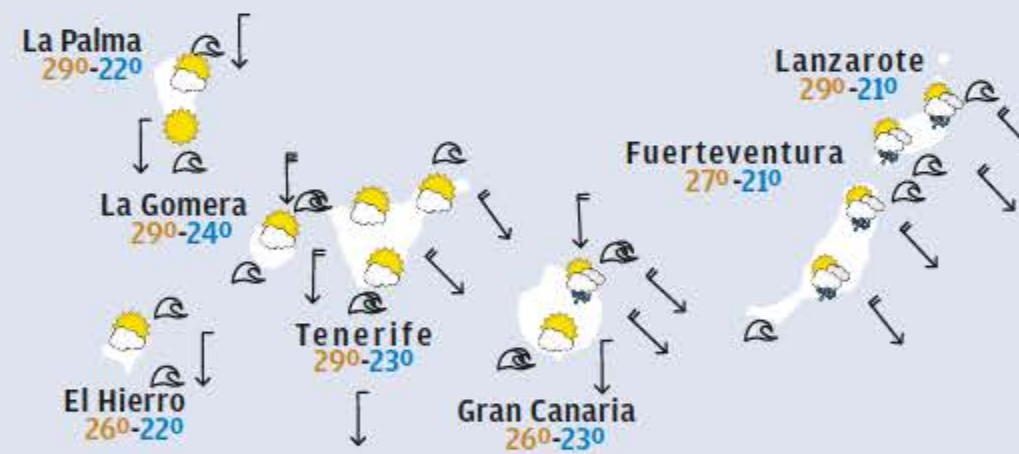 La Palma
29º-22º
Lanzarote
29º-21º
Fuerteventura
27º-21º
La Gomera
29º-24º
Tenerife
29º-23º
El Hierro
26º-22º
Gran Canaria
26º-23º